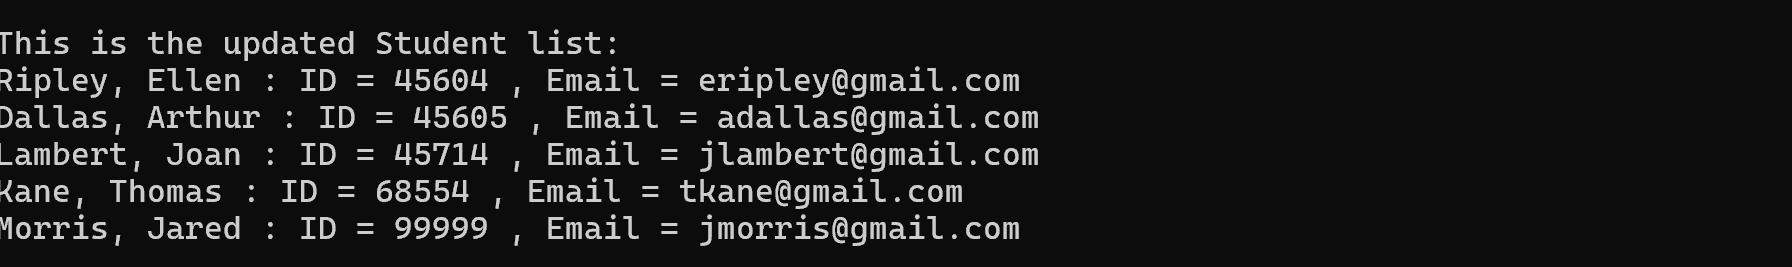 This is the updated Student list:
Ripley, Ellen : ID = 45604 , Email = eripley@gmail.com
Dallas, Arthur : ID = 45605 , Email = adallas@gmail.com
Lambert, Joan : ID = 45714 , Email = jlambert@gmail.com
Kane, Thomas : ID = 68554 , Email = tkane@gmail.com
Morris, Jared : ID = 99999 , Email = jmorris@gmail.com